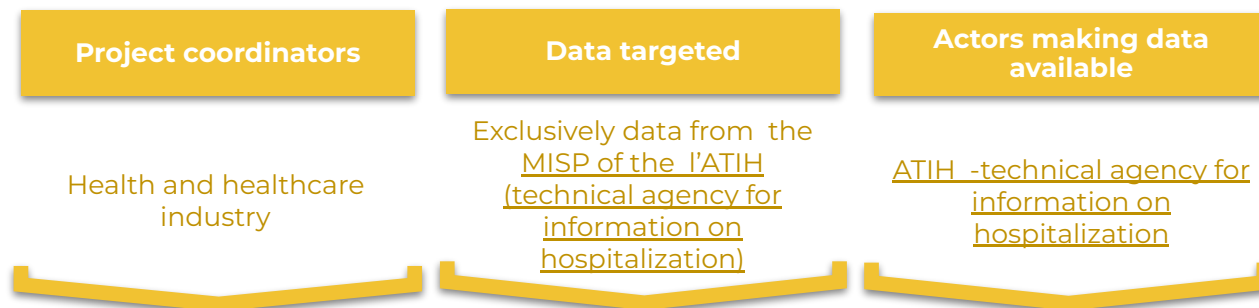 Project coordinators
Data targeted
Actors making data
available
Health and healthcare
industry
Exclusively data from  the
MISP of the  l’ATIH
(technical agency for
information on
hospitalization)
ATIH  -technical agency for
information on
hospitalization